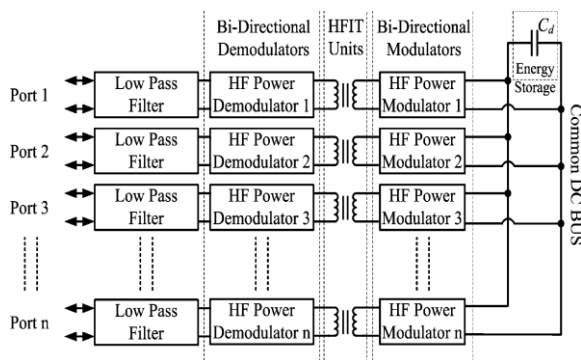 Bi-Directional
Demodulators
HFIT
Units
Bi-Directional
Modulators
C_d
Energy
Storage
Common DC BUS
Port 1
Low Pass
Filter
HF Power
Demodulator 1
HF Power
Modulator 1
Port 2
Low Pass
Filter
HF Power
Demodulator 2
HF Power
Modulator 2
Port 3
Low Pass
Filter
HF Power
Demodulator 3
HF Power
Modulator 3
Port n
Low Pass
Filter
HF Power
Demodulator n
HF Power
Modulator n